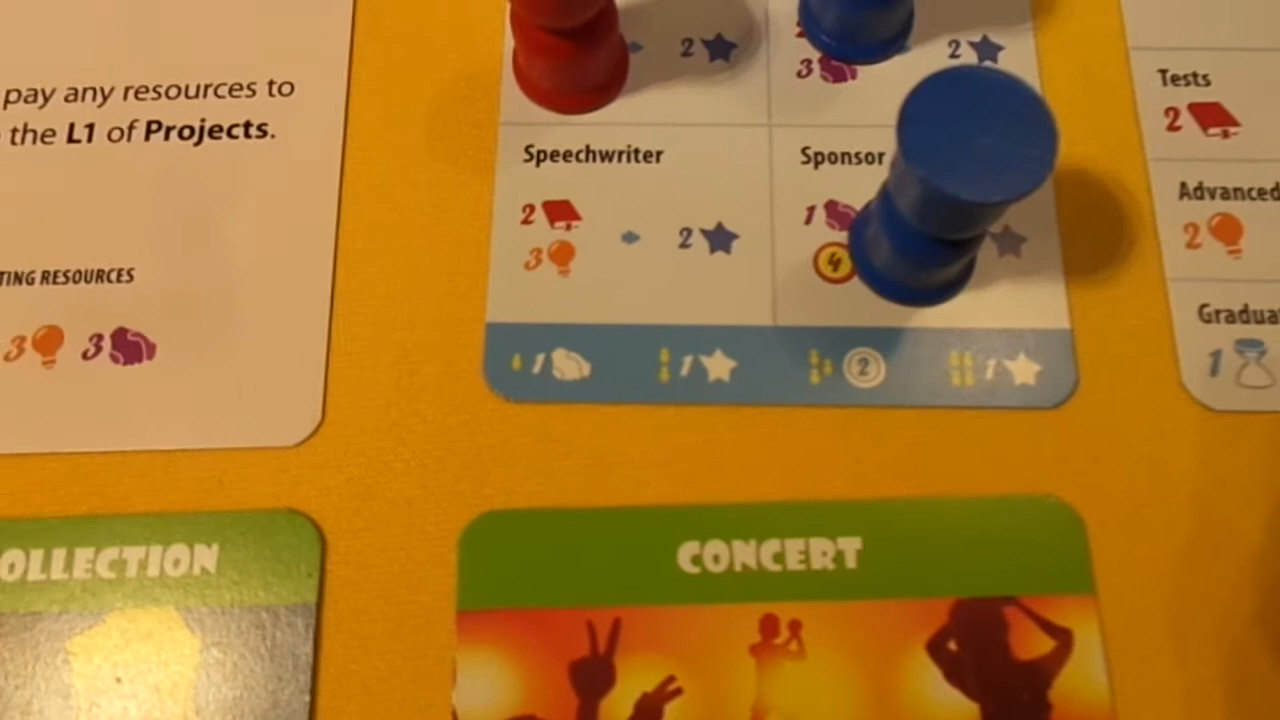 pay any resources to
the L1 of Projects.
TING RESOURCES
3 3
2
3 2
Speechwriter
2
3 2
Sponsor
1
4
1 1 2 1
Tests
2
Advanced
2
Gradua
1
OLLECTION
CONCERT